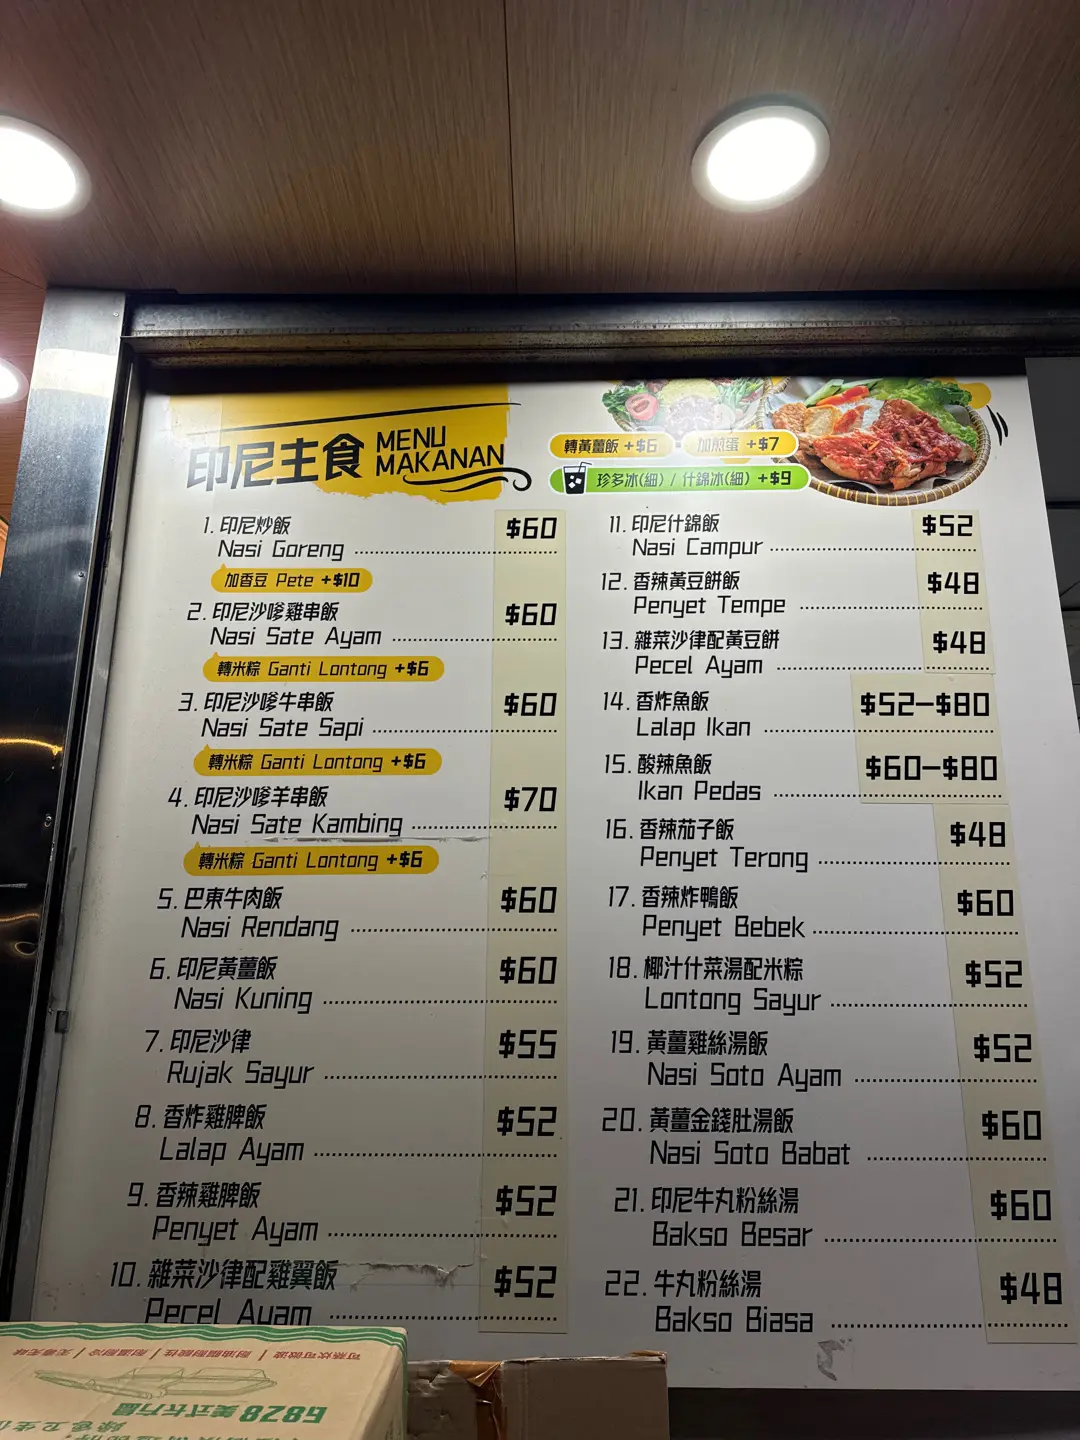 印尼主食 MENU MAKANAN
轉黃薑飯 +$6 加煎蛋 +$7
珍多冰(細) / 什錦冰(細) +$9
1. 印尼炒飯 $60
Nasi Goreng
加香豆 Pete +$10
2. 印尼沙嗲雞串飯 $60
Nasi Sate Ayam
轉米粽 Ganti Lontong +$6
3. 印尼沙嗲牛串飯 $60
Nasi Sate Sapi
轉米粽 Ganti Lontong +$6
4. 印尼沙嗲羊串飯 $70
Nasi Sate Kambing
轉米粽 Ganti Lontong +$6
5. 巴東牛肉飯 $60
Nasi Rendang
6. 印尼黃薑飯 $60
Nasi Kuning
7. 印尼沙律 $55
Rujak Sayur
8. 香炸雞脾飯 $52
Lalap Ayam
9. 香辣雞脾飯 $52
Penyet Ayam
10. 雜菜沙律配雞翼飯 $52
Pecel Ayam
11. 印尼什錦飯 $52
Nasi Campur
12. 香辣黃豆餅飯 $48
Penyet Tempe
13. 雜菜沙律配黃豆餅 $48
Pecel Ayam
14. 香炸魚飯 $52–$80
Lalap Ikan
15. 酸辣魚飯 $60–$80
Ikan Pedas
16. 香辣茄子飯 $48
Penyet Terong
17. 香辣炸鴨飯 $60
Penyet Bebek
18. 椰汁什菜湯配米粽 $52
Lontong Sayur
19. 黃薑雞絲湯飯 $52
Nasi Soto Ayam
20. 黃薑金錢肚湯飯 $60
Nasi Soto Babat
21. 印尼牛丸粉絲湯 $60
Bakso Besar
22. 牛丸粉絲湯 $48
Bakso Biasa
6828 美式长方盒